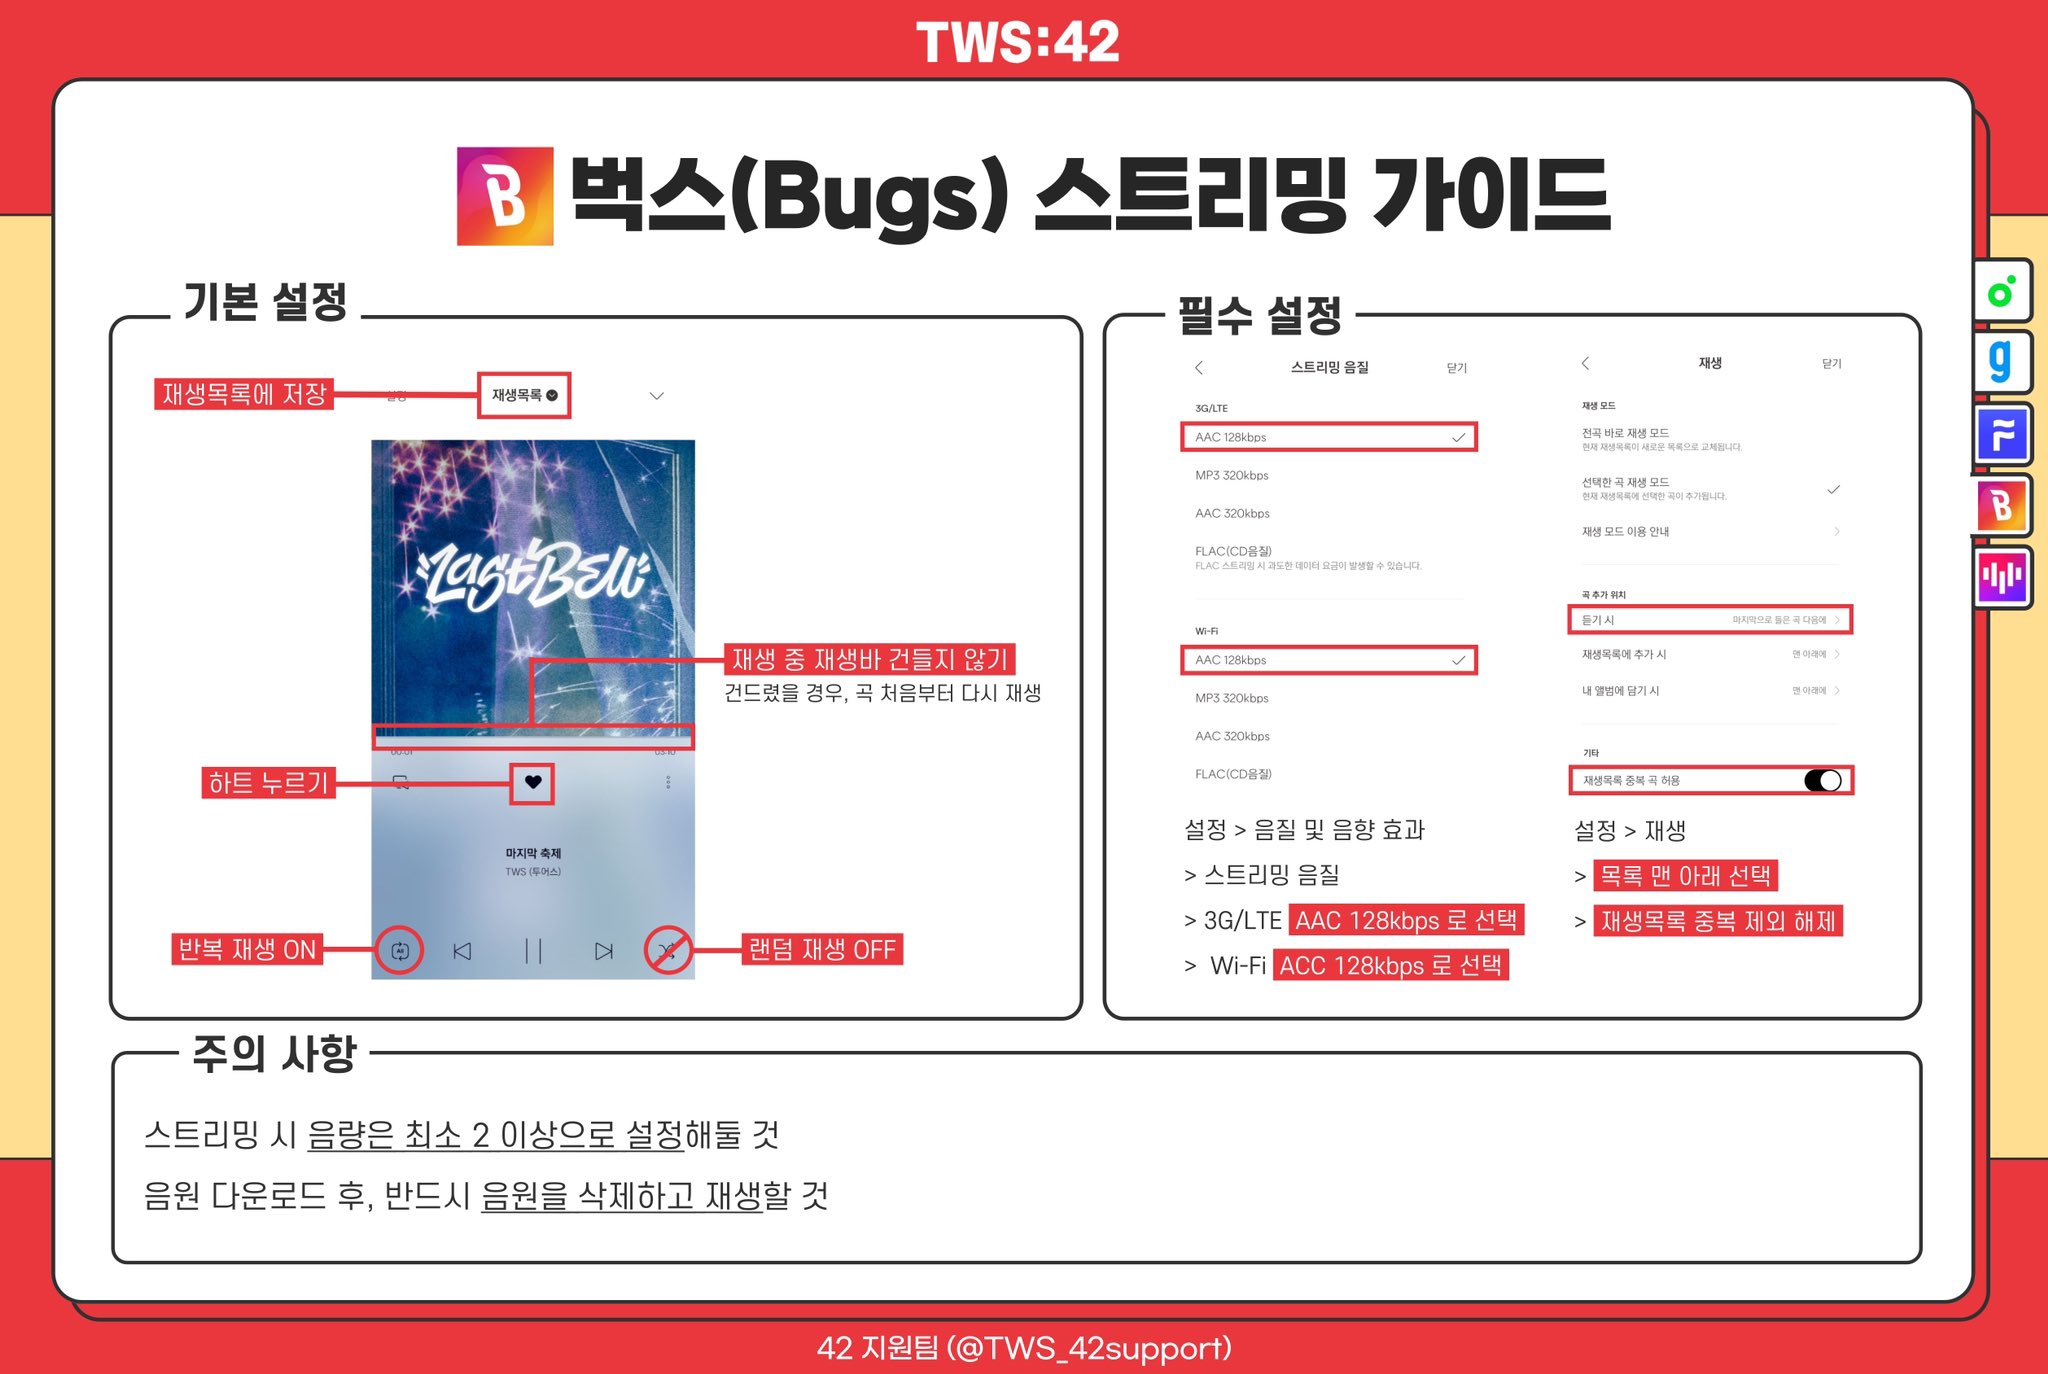 TWS:42
벅스(Bugs) 스트리밍 가이드
기본 설정
재생목록에 저장
설정
재생목록
LastBell
재생 중 재생바 건들지 않기
건드렸을 경우, 곡 처음부터 다시 재생
00:01
03:10
하트 누르기
마지막 축제
TWS (투어스)
반복 재생 ON
랜덤 재생 OFF
필수 설정
스트리밍 음질
닫기
3G/LTE
AAC 128kbps
MP3 320kbps
AAC 320kbps
FLAC(CD음질)
FLAC 스트리밍 시 과도한 데이터 요금이 발생할 수 있습니다.
Wi-Fi
AAC 128kbps
MP3 320kbps
AAC 320kbps
FLAC(CD음질)
설정 > 음질 및 음향 효과
> 스트리밍 음질
> 3G/LTE AAC 128kbps 로 선택
> Wi-Fi ACC 128kbps 로 선택
재생
닫기
재생 모드
전곡 바로 재생 모드
현재 재생목록이 새로운 목록으로 교체됩니다.
선택한 곡 재생 모드
현재 재생목록에 선택한 곡이 추가됩니다.
재생 모드 이용 안내
곡 추가 위치
듣기 시 마지막으로 들은 곡 다음에
재생목록에 추가 시 맨 아래에
내 앨범에 담기 시 맨 아래에
기타
재생목록 중복 곡 허용
설정 > 재생
> 목록 맨 아래 선택
> 재생목록 중복 제외 해제
주의 사항
스트리밍 시 음량은 최소 2 이상으로 설정해둘 것
음원 다운로드 후, 반드시 음원을 삭제하고 재생할 것
42 지원팀 (@TWS_42support)